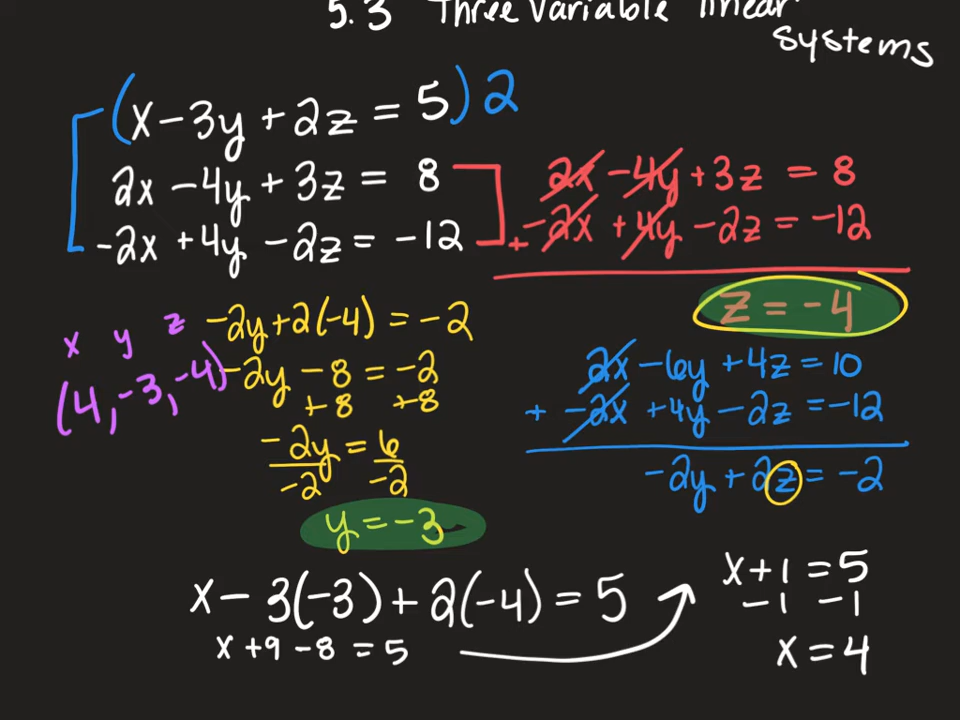 5.3 Three Variable linear
systems
(x - 3y + 2z = 5)2
2x - 4y + 3z = 8
-2x + 4y - 2z = -12
2x - 4y + 3z = 8
+ -2x + 4y - 2z = -12
z = -4
2x - 6y + 4z = 10
+ -2x + 4y - 2z = -12
-2y + 2z = -2
-2y + 2(-4) = -2
-2y - 8 = -2
+8 +8
-2y = 6
-2 -2
y = -3
x y z
(4, -3, -4)
x - 3(-3) + 2(-4) = 5
x + 9 - 8 = 5
x + 1 = 5
-1 -1
x = 4